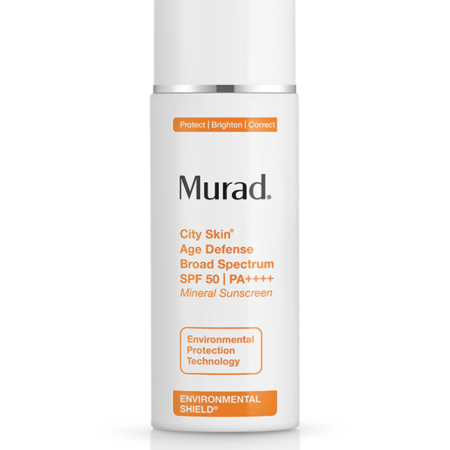 Protect | Brighten | Correct
Murad.®
City Skin®
Age Defense
Broad Spectrum
SPF 50 | PA++++
Mineral Sunscreen
Environmental
Protection
Technology
ENVIRONMENTAL
SHIELD®